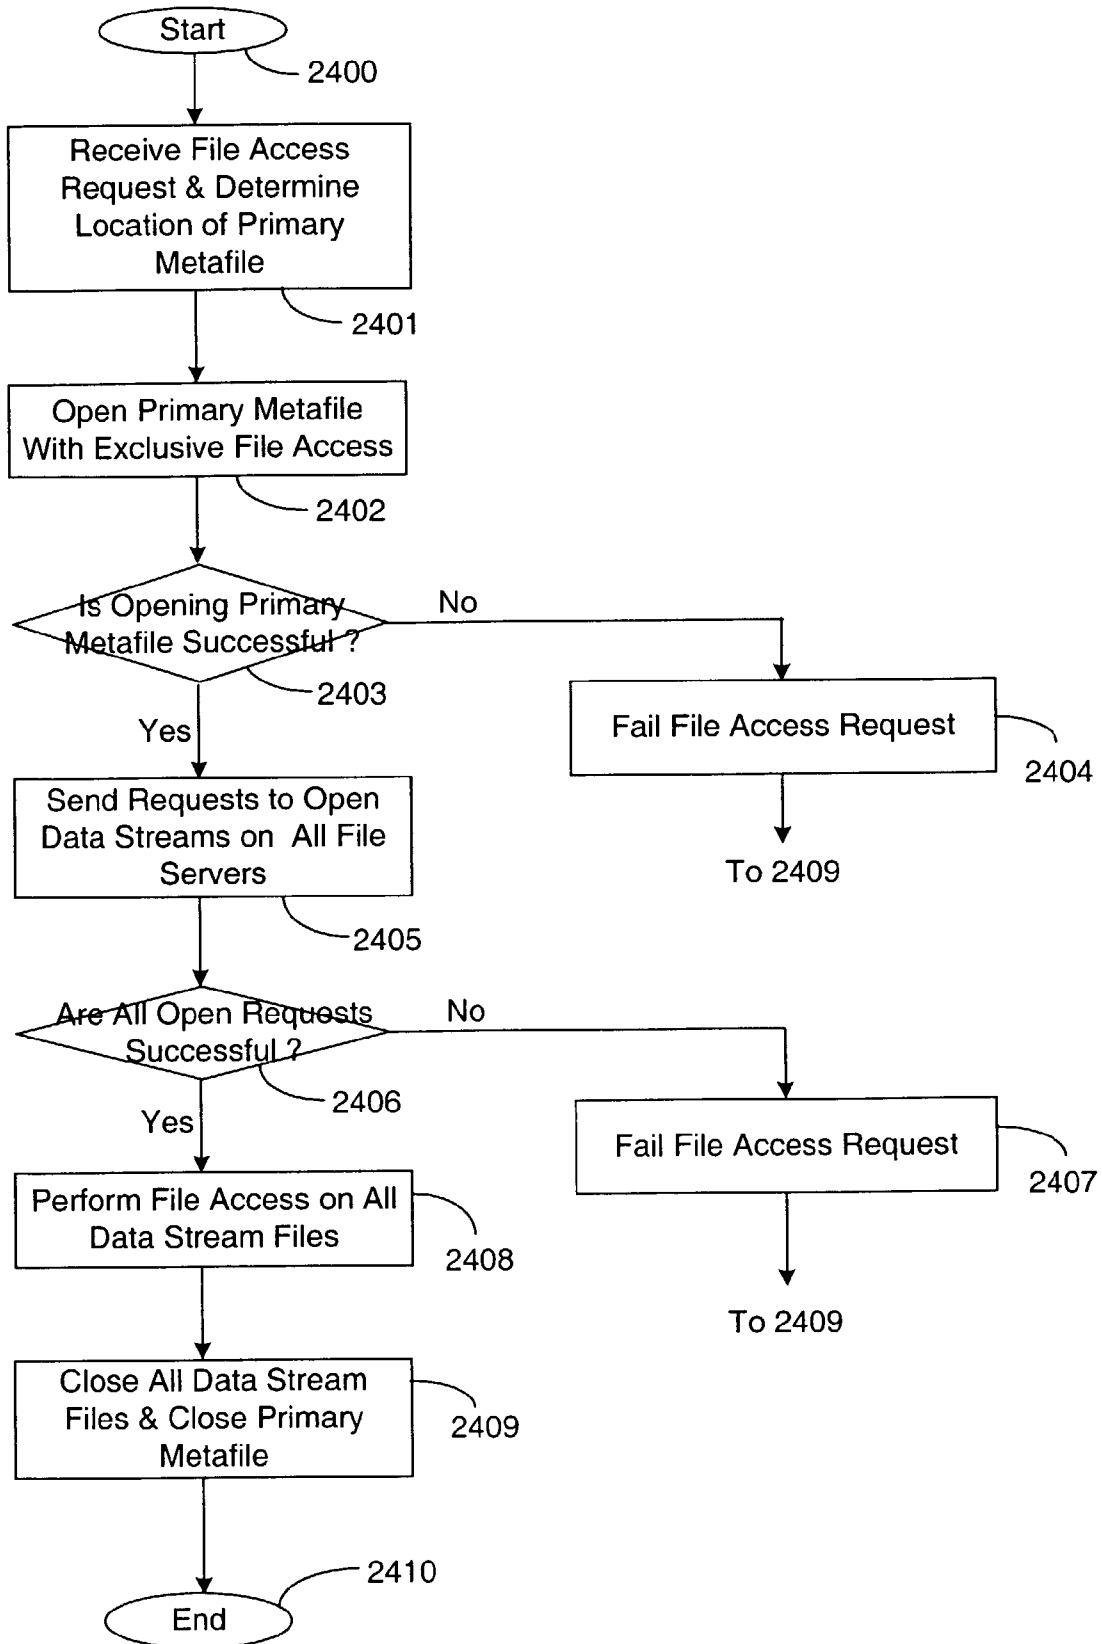 Start
2400
Receive File Access
Request & Determine
Location of Primary
Metafile
2401
Open Primary Metafile
With Exclusive File Access
2402
Is Opening Primary
Metafile Successful ?
No
2403
Yes
Fail File Access Request
2404
To 2409
Send Requests to Open
Data Streams on All File
Servers
2405
Are All Open Requests
Successful ?
No
2406
Yes
Fail File Access Request
2407
To 2409
Perform File Access on All
Data Stream Files
2408
Close All Data Stream
Files & Close Primary
Metafile
2409
2410
End